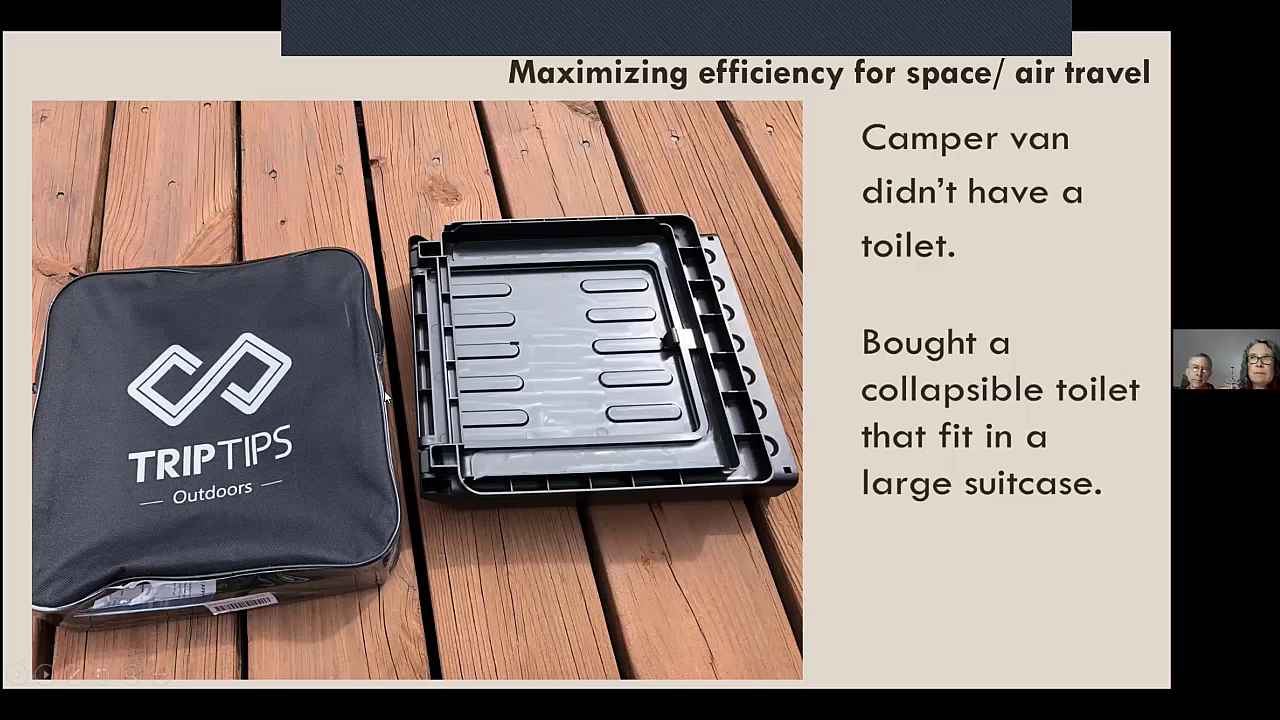 Maximizing efficiency for space/ air travel
Camper van
didn't have a
toilet.
Bought a
collapsible toilet
that fit in a
large suitcase.
TRIPTIPS
Outdoors